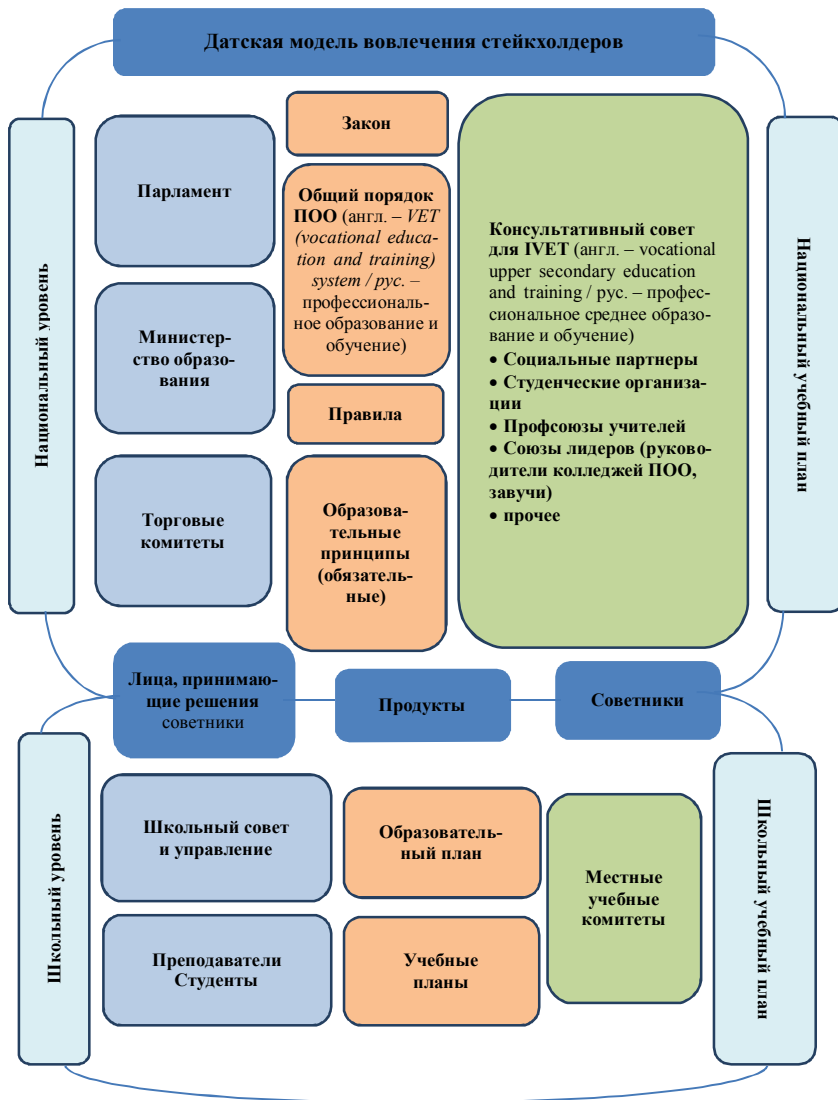 Датская модель вовлечения стейкхолдеров
Национальный уровень
Парламент
Министер-
ство образо-
вания
Торговые
комитеты
Закон
Общий порядок
ПОО (англ. – VET
(vocational educa-
tion and training)
system / рус. –
профессиональ-
ное образование и
обучение)
Правила
Образова-
тельные
принципы
(обязатель-
ные)
Консультативный совет
для IVET (англ. – vocational
upper secondary education
and training / рус. – профес-
сиональное среднее образо-
вание и обучение)
• Социальные партнеры
• Студенческие организа-
ции
• Профсоюзы учителей
• Союзы лидеров (руково-
дители колледжей ПОО,
завучи)
• прочее
Национальный учебный план
Лица, принимаю-
щие решения
советники
Продукты
Советники
Школьный уровень
Школьный совет
и управление
Преподаватели
Студенты
Образователь-
ный план
Учебные
планы
Местные
учебные
комитеты
Школьный учебный план